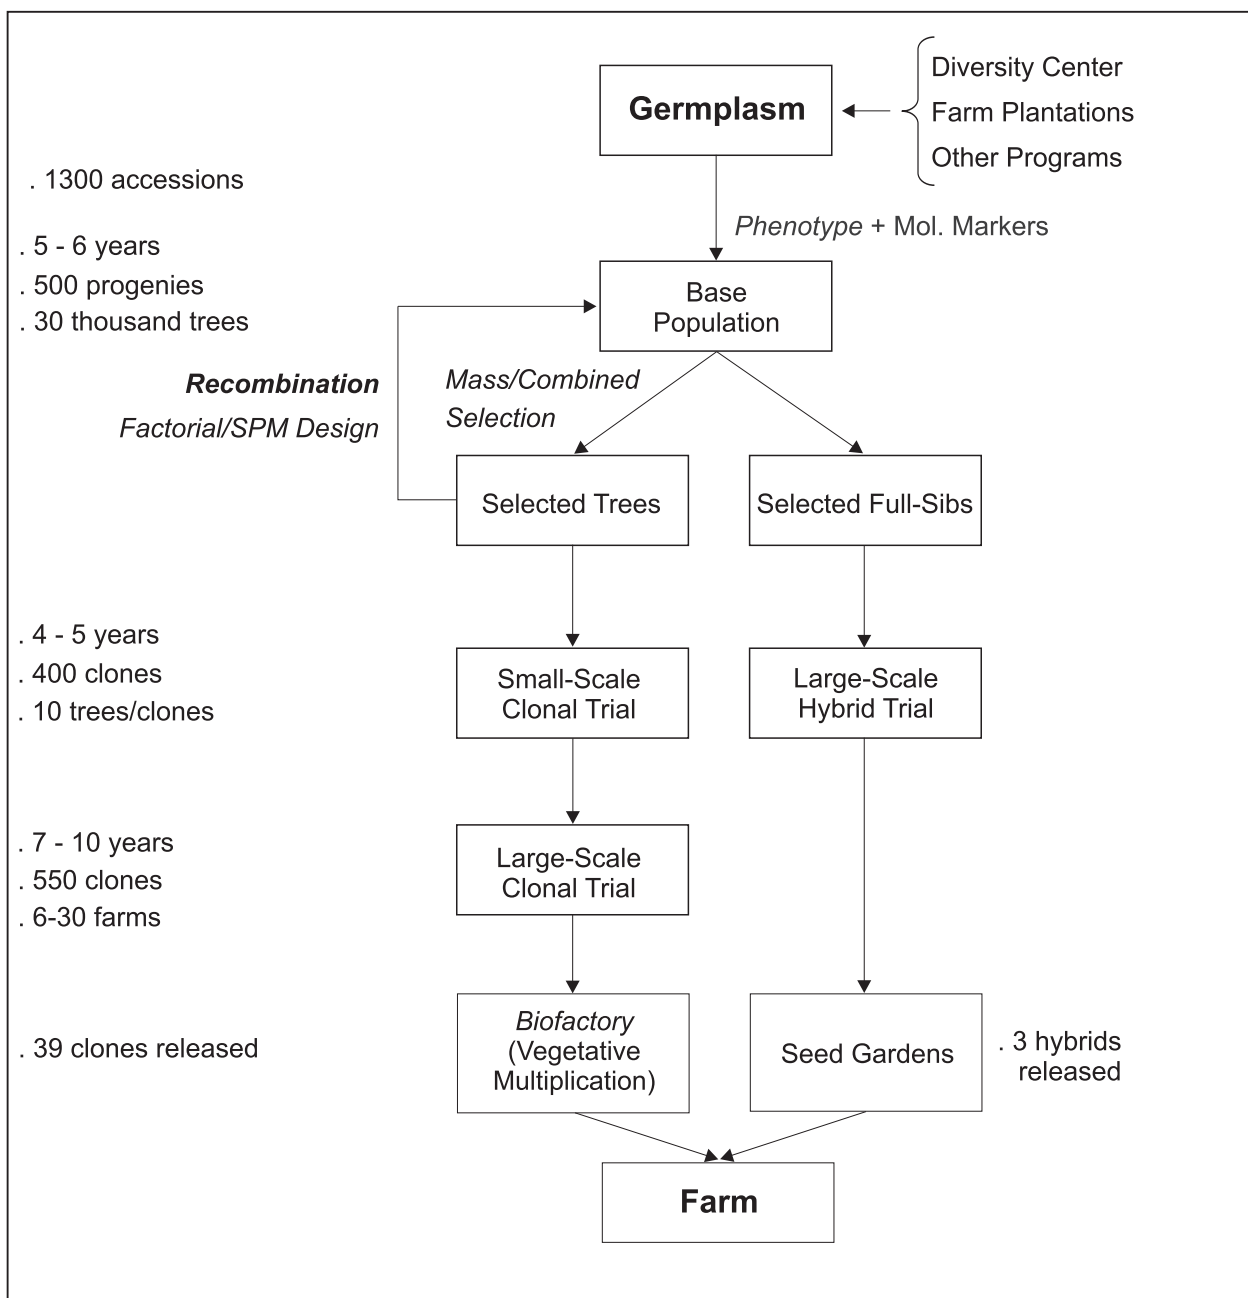 Germplasm
Diversity Center
Farm Plantations
Other Programs
. 1300 accessions
Phenotype + Mol. Markers
. 5 - 6 years
. 500 progenies
. 30 thousand trees
Base
Population
Recombination
Factorial/SPM Design
Mass/Combined
Selection
Selected Trees
Selected Full-Sibs
. 4 - 5 years
. 400 clones
. 10 trees/clones
Small-Scale
Clonal Trial
Large-Scale
Hybrid Trial
. 7 - 10 years
. 550 clones
. 6-30 farms
Large-Scale
Clonal Trial
. 39 clones released
Biofactory
(Vegetative
Multiplication)
Seed Gardens
. 3 hybrids
released
Farm